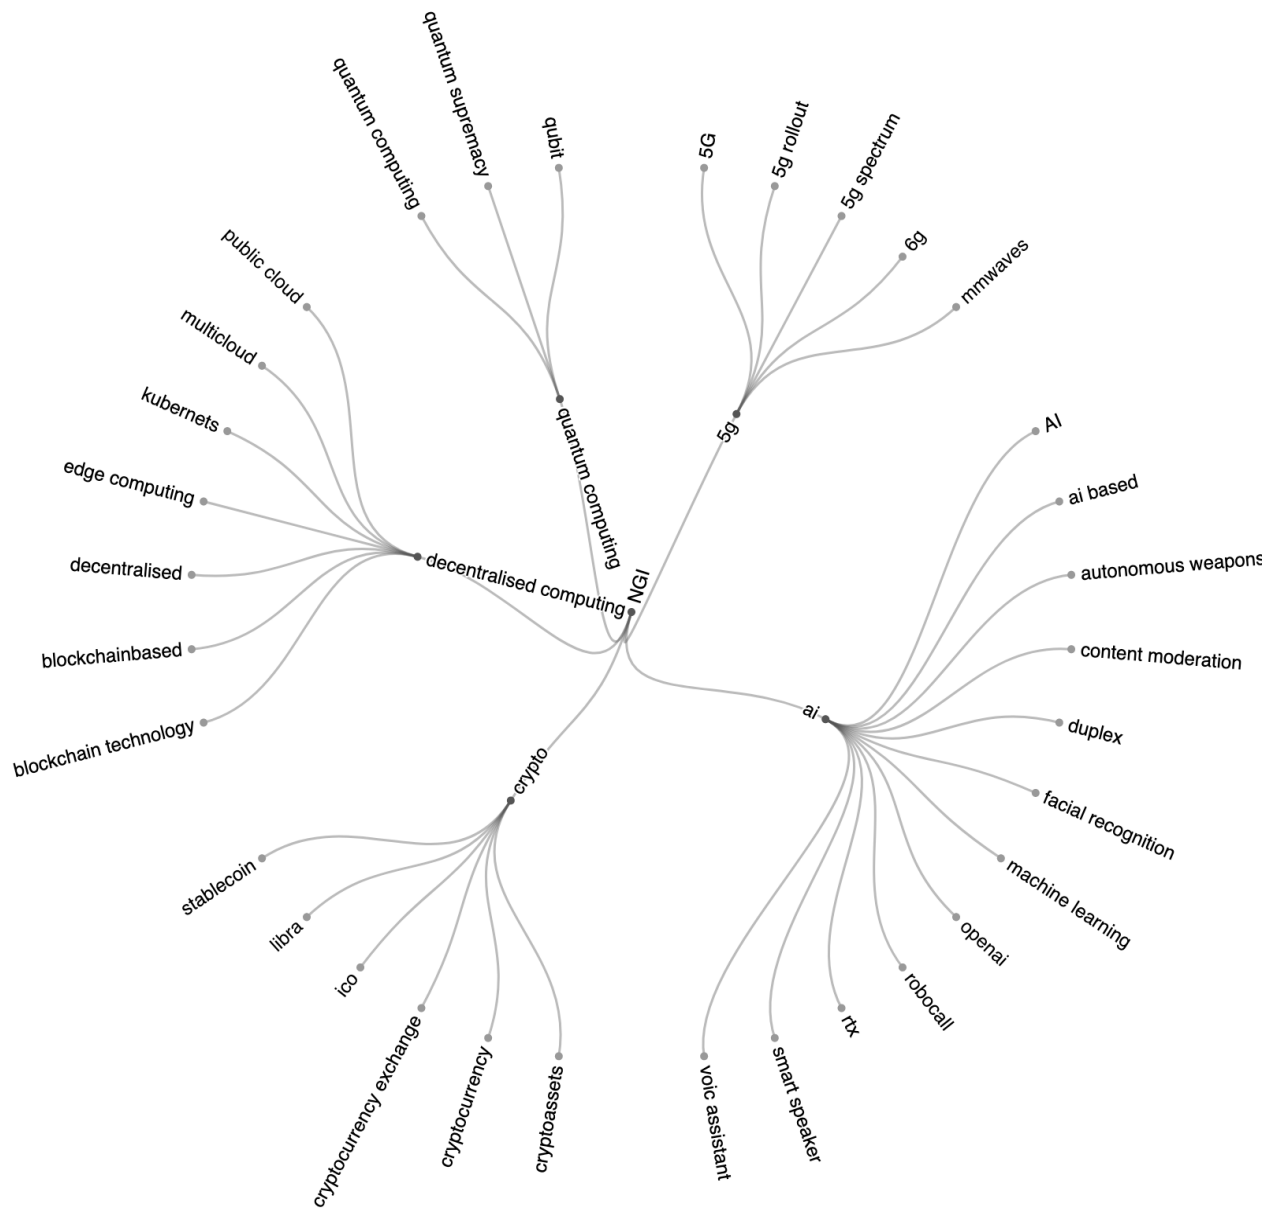 NGI
5g
5G
5g rollout
5g spectrum
6g
mmwaves
ai
AI
ai based
autonomous weapons
content moderation
duplex
facial recognition
machine learning
openai
robocall
rtx
smart speaker
voic assistant
crypto
cryptoassets
cryptocurrency
cryptocurrency exchange
ico
libra
stablecoin
decentralised computing
blockchain technology
blockchainbased
decentralised
edge computing
kubernets
multicloud
public cloud
quantum computing
quantum computing
quantum supremacy
qubit